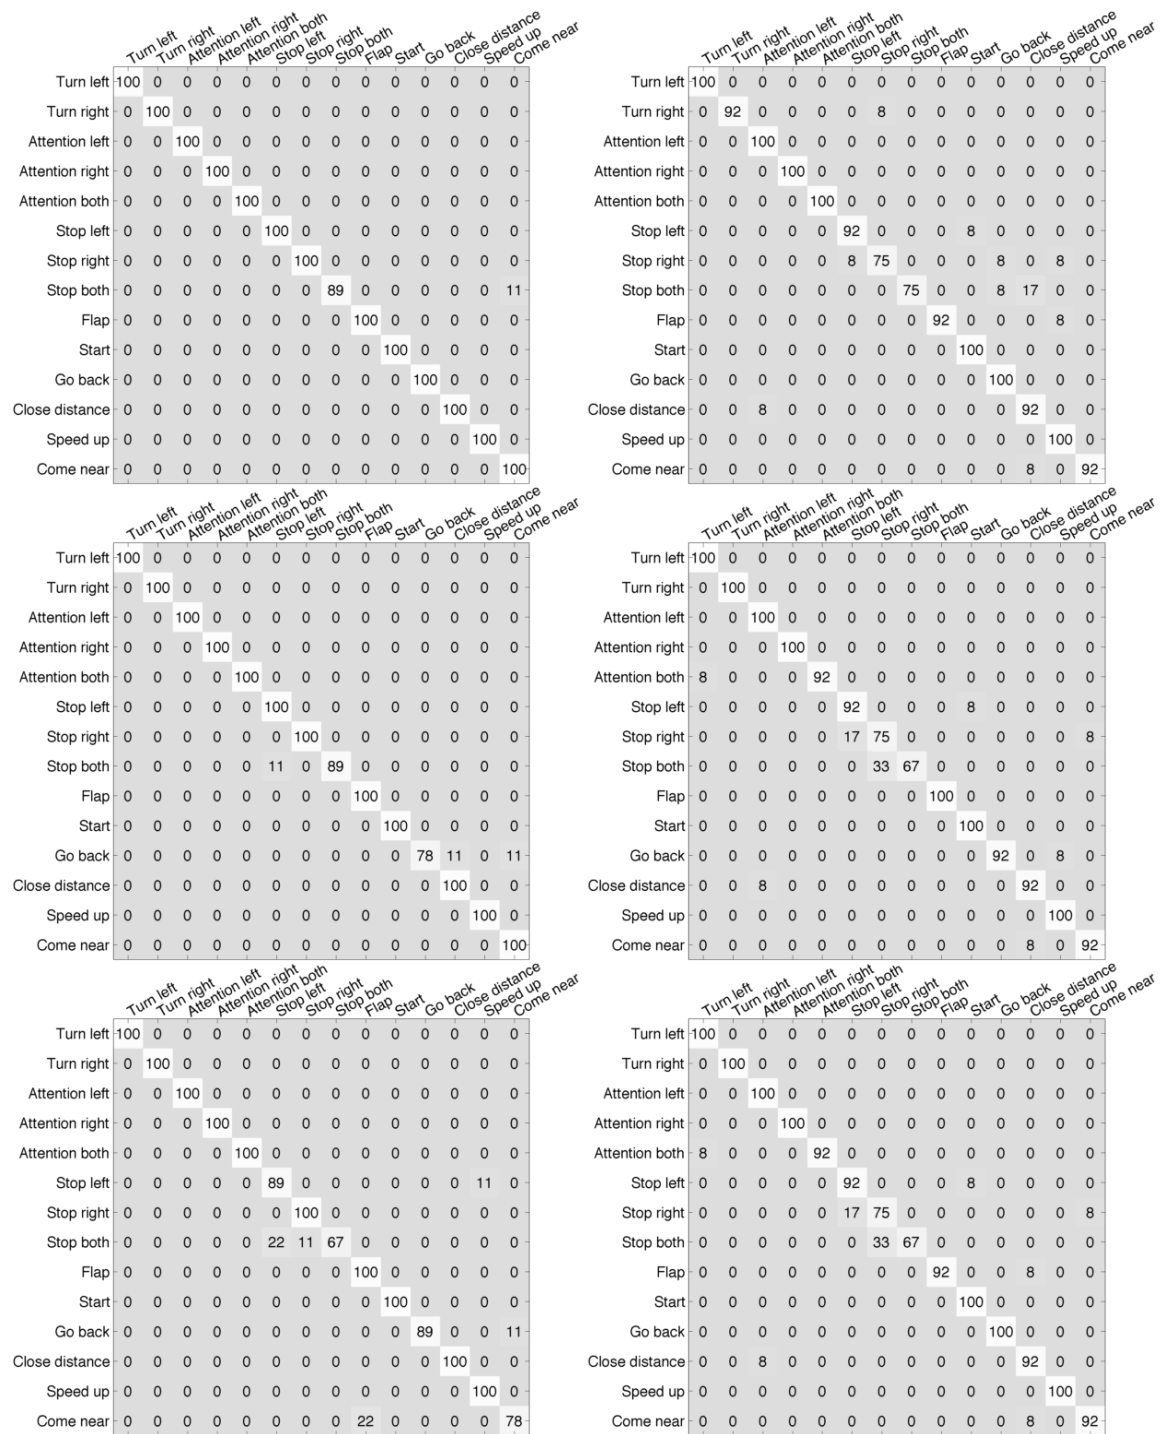 Turn left Turn right Attention left Attention right Attention both Stop left Stop right Stop both Flap Start Go back Close distance Speed up Come near
Turn left 100 0 0 0 0 0 0 0 0 0 0 0 0 0
Turn right 0 100 0 0 0 0 0 0 0 0 0 0 0 0
Attention left 0 0 100 0 0 0 0 0 0 0 0 0 0 0
Attention right 0 0 0 100 0 0 0 0 0 0 0 0 0 0
Attention both 0 0 0 0 100 0 0 0 0 0 0 0 0 0
Stop left 0 0 0 0 0 100 0 0 0 0 0 0 0 0
Stop right 0 0 0 0 0 0 100 0 0 0 0 0 0 0
Stop both 0 0 0 0 0 0 0 89 0 0 0 0 0 11
Flap 0 0 0 0 0 0 0 0 100 0 0 0 0 0
Start 0 0 0 0 0 0 0 0 0 100 0 0 0 0
Go back 0 0 0 0 0 0 0 0 0 0 100 0 0 0
Close distance 0 0 0 0 0 0 0 0 0 0 0 100 0 0
Speed up 0 0 0 0 0 0 0 0 0 0 0 0 100 0
Come near 0 0 0 0 0 0 0 0 0 0 0 0 0 100
Turn left Turn right Attention left Attention right Attention both Stop left Stop right Stop both Flap Start Go back Close distance Speed up Come near
Turn left 100 0 0 0 0 0 0 0 0 0 0 0 0 0
Turn right 0 92 0 0 0 0 8 0 0 0 0 0 0 0
Attention left 0 0 100 0 0 0 0 0 0 0 0 0 0 0
Attention right 0 0 0 100 0 0 0 0 0 0 0 0 0 0
Attention both 0 0 0 0 100 0 0 0 0 0 0 0 0 0
Stop left 0 0 0 0 0 92 0 0 0 8 0 0 0 0
Stop right 0 0 0 0 0 8 75 0 0 0 8 0 8 0
Stop both 0 0 0 0 0 0 0 75 0 0 8 17 0 0
Flap 0 0 0 0 0 0 0 0 92 0 0 0 8 0
Start 0 0 0 0 0 0 0 0 0 100 0 0 0 0
Go back 0 0 0 0 0 0 0 0 0 0 100 0 0 0
Close distance 0 0 8 0 0 0 0 0 0 0 0 92 0 0
Speed up 0 0 0 0 0 0 0 0 0 0 0 0 100 0
Come near 0 0 0 0 0 0 0 0 0 0 0 8 0 92
Turn left Turn right Attention left Attention right Attention both Stop left Stop right Stop both Flap Start Go back Close distance Speed up Come near
Turn left 100 0 0 0 0 0 0 0 0 0 0 0 0 0
Turn right 0 100 0 0 0 0 0 0 0 0 0 0 0 0
Attention left 0 0 100 0 0 0 0 0 0 0 0 0 0 0
Attention right 0 0 0 100 0 0 0 0 0 0 0 0 0 0
Attention both 0 0 0 0 100 0 0 0 0 0 0 0 0 0
Stop left 0 0 0 0 0 100 0 0 0 0 0 0 0 0
Stop right 0 0 0 0 0 0 100 0 0 0 0 0 0 0
Stop both 0 0 0 0 0 11 0 89 0 0 0 0 0 0
Flap 0 0 0 0 0 0 0 0 100 0 0 0 0 0
Start 0 0 0 0 0 0 0 0 0 100 0 0 0 0
Go back 0 0 0 0 0 0 0 0 0 0 78 11 0 11
Close distance 0 0 0 0 0 0 0 0 0 0 0 100 0 0
Speed up 0 0 0 0 0 0 0 0 0 0 0 0 100 0
Come near 0 0 0 0 0 0 0 0 0 0 0 0 0 100
Turn left Turn right Attention left Attention right Attention both Stop left Stop right Stop both Flap Start Go back Close distance Speed up Come near
Turn left 100 0 0 0 0 0 0 0 0 0 0 0 0 0
Turn right 0 100 0 0 0 0 0 0 0 0 0 0 0 0
Attention left 0 0 100 0 0 0 0 0 0 0 0 0 0 0
Attention right 0 0 0 100 0 0 0 0 0 0 0 0 0 0
Attention both 8 0 0 0 92 0 0 0 0 0 0 0 0 0
Stop left 0 0 0 0 0 92 0 0 0 8 0 0 0 0
Stop right 0 0 0 0 0 17 75 0 0 0 0 0 0 8
Stop both 0 0 0 0 0 0 33 67 0 0 0 0 0 0
Flap 0 0 0 0 0 0 0 0 100 0 0 0 0 0
Start 0 0 0 0 0 0 0 0 0 100 0 0 0 0
Go back 0 0 0 0 0 0 0 0 0 0 92 0 8 0
Close distance 0 0 8 0 0 0 0 0 0 0 0 92 0 0
Speed up 0 0 0 0 0 0 0 0 0 0 0 0 100 0
Come near 0 0 0 0 0 0 0 0 0 0 0 8 0 92
Turn left Turn right Attention left Attention right Attention both Stop left Stop right Stop both Flap Start Go back Close distance Speed up Come near
Turn left 100 0 0 0 0 0 0 0 0 0 0 0 0 0
Turn right 0 100 0 0 0 0 0 0 0 0 0 0 0 0
Attention left 0 0 100 0 0 0 0 0 0 0 0 0 0 0
Attention right 0 0 0 100 0 0 0 0 0 0 0 0 0 0
Attention both 0 0 0 0 100 0 0 0 0 0 0 0 0 0
Stop left 0 0 0 0 0 89 0 0 0 0 0 0 11 0
Stop right 0 0 0 0 0 0 100 0 0 0 0 0 0 0
Stop both 0 0 0 0 0 22 11 67 0 0 0 0 0 0
Flap 0 0 0 0 0 0 0 0 100 0 0 0 0 0
Start 0 0 0 0 0 0 0 0 0 100 0 0 0 0
Go back 0 0 0 0 0 0 0 0 0 0 89 0 0 11
Close distance 0 0 0 0 0 0 0 0 0 0 0 100 0 0
Speed up 0 0 0 0 0 0 0 0 0 0 0 0 100 0
Come near 0 0 0 0 0 0 0 0 22 0 0 0 0 78
Turn left Turn right Attention left Attention right Attention both Stop left Stop right Stop both Flap Start Go back Close distance Speed up Come near
Turn left 100 0 0 0 0 0 0 0 0 0 0 0 0 0
Turn right 0 100 0 0 0 0 0 0 0 0 0 0 0 0
Attention left 0 0 100 0 0 0 0 0 0 0 0 0 0 0
Attention right 0 0 0 100 0 0 0 0 0 0 0 0 0 0
Attention both 8 0 0 0 92 0 0 0 0 0 0 0 0 0
Stop left 0 0 0 0 0 92 0 0 0 8 0 0 0 0
Stop right 0 0 0 0 0 17 75 0 0 0 0 0 0 8
Stop both 0 0 0 0 0 0 33 67 0 0 0 0 0 0
Flap 0 0 0 0 0 0 0 0 92 0 0 8 0 0
Start 0 0 0 0 0 0 0 0 0 100 0 0 0 0
Go back 0 0 0 0 0 0 0 0 0 0 100 0 0 0
Close distance 0 0 8 0 0 0 0 0 0 0 0 92 0 0
Speed up 0 0 0 0 0 0 0 0 0 0 0 0 100 0
Come near 0 0 0 0 0 0 0 0 0 0 0 8 0 92